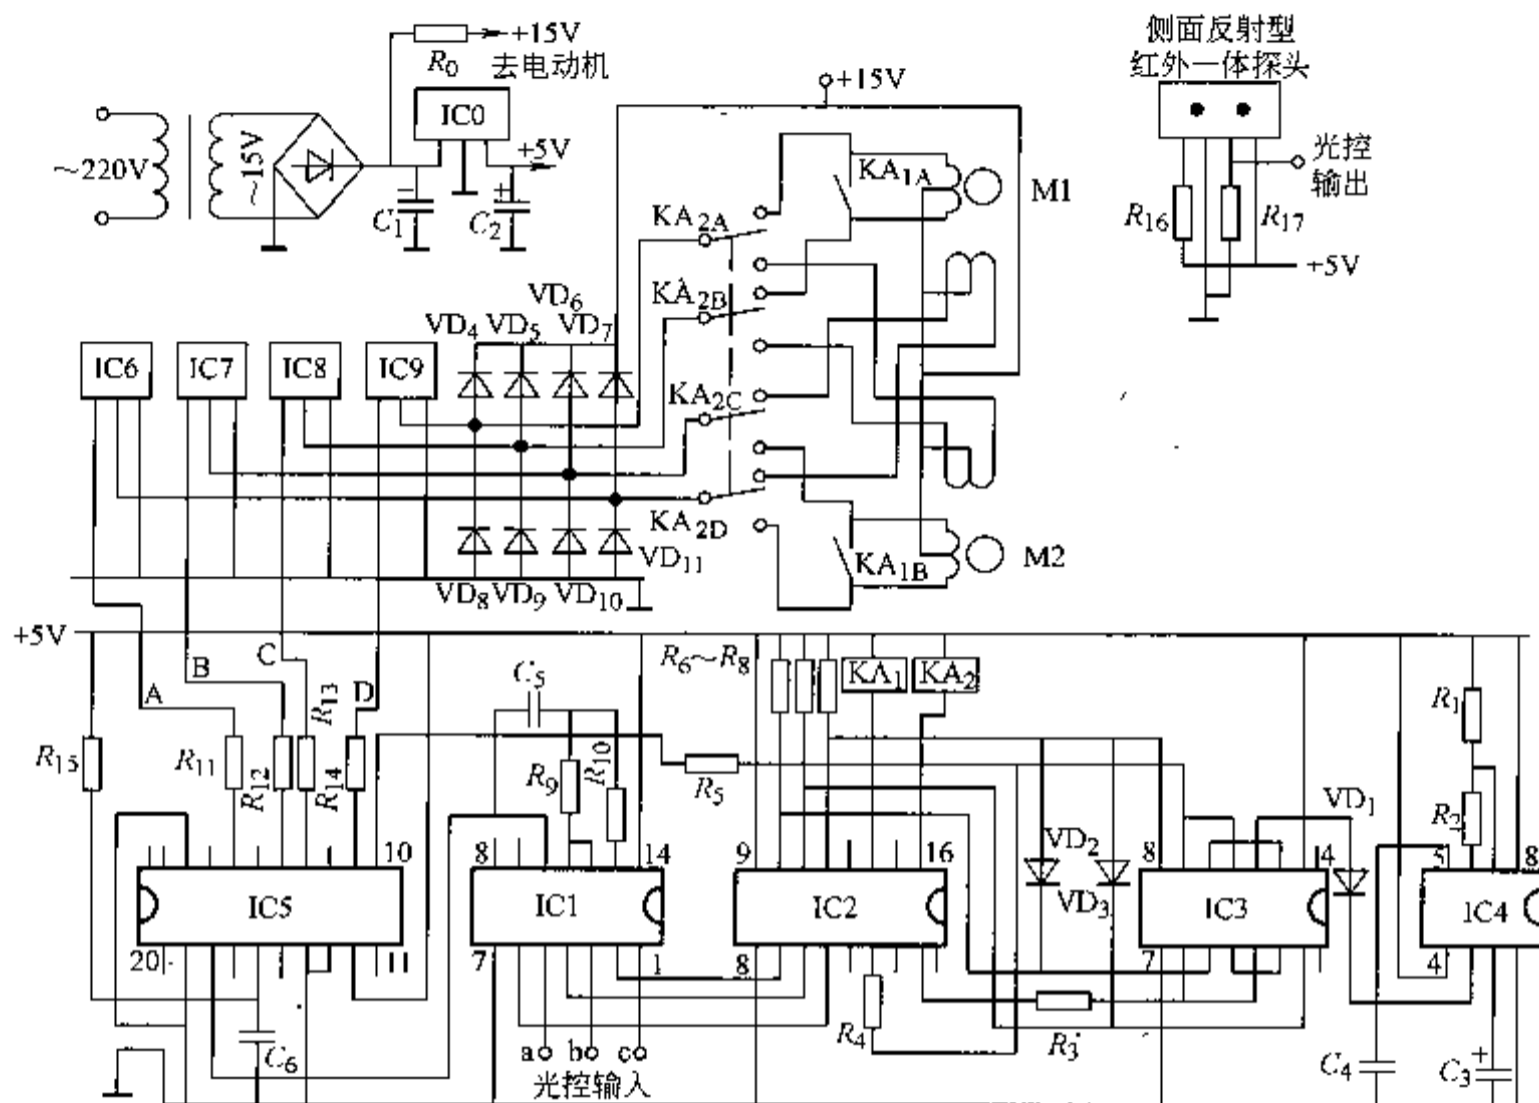 +15V
R0
去电动机
IC0
+5V
~220V
~15V
C1
C2
+15V
侧面反射型
红外一体探头
光控
输出
R16
R17
+5V
KA1A
M1
KA2A
KA2B
KA2C
KA2D
KA1B
M2
VD6
VD4
VD5
VD7
IC6
IC7
IC8
IC9
VD11
VD8
VD9
VD10
+5V
A
B
C
D
R13
C5
R6~R8
KA1
KA2
R1
R15
R11
R12
R14
R9
R10
R5
VD1
R2
10
8
14
9
16
VD2
VD3
8
14
5
8
IC5
IC1
IC2
IC3
IC4
20
11
7
1
8
7
4
C6
a
b
c
光控输入
R4
R3
C4
C3
+